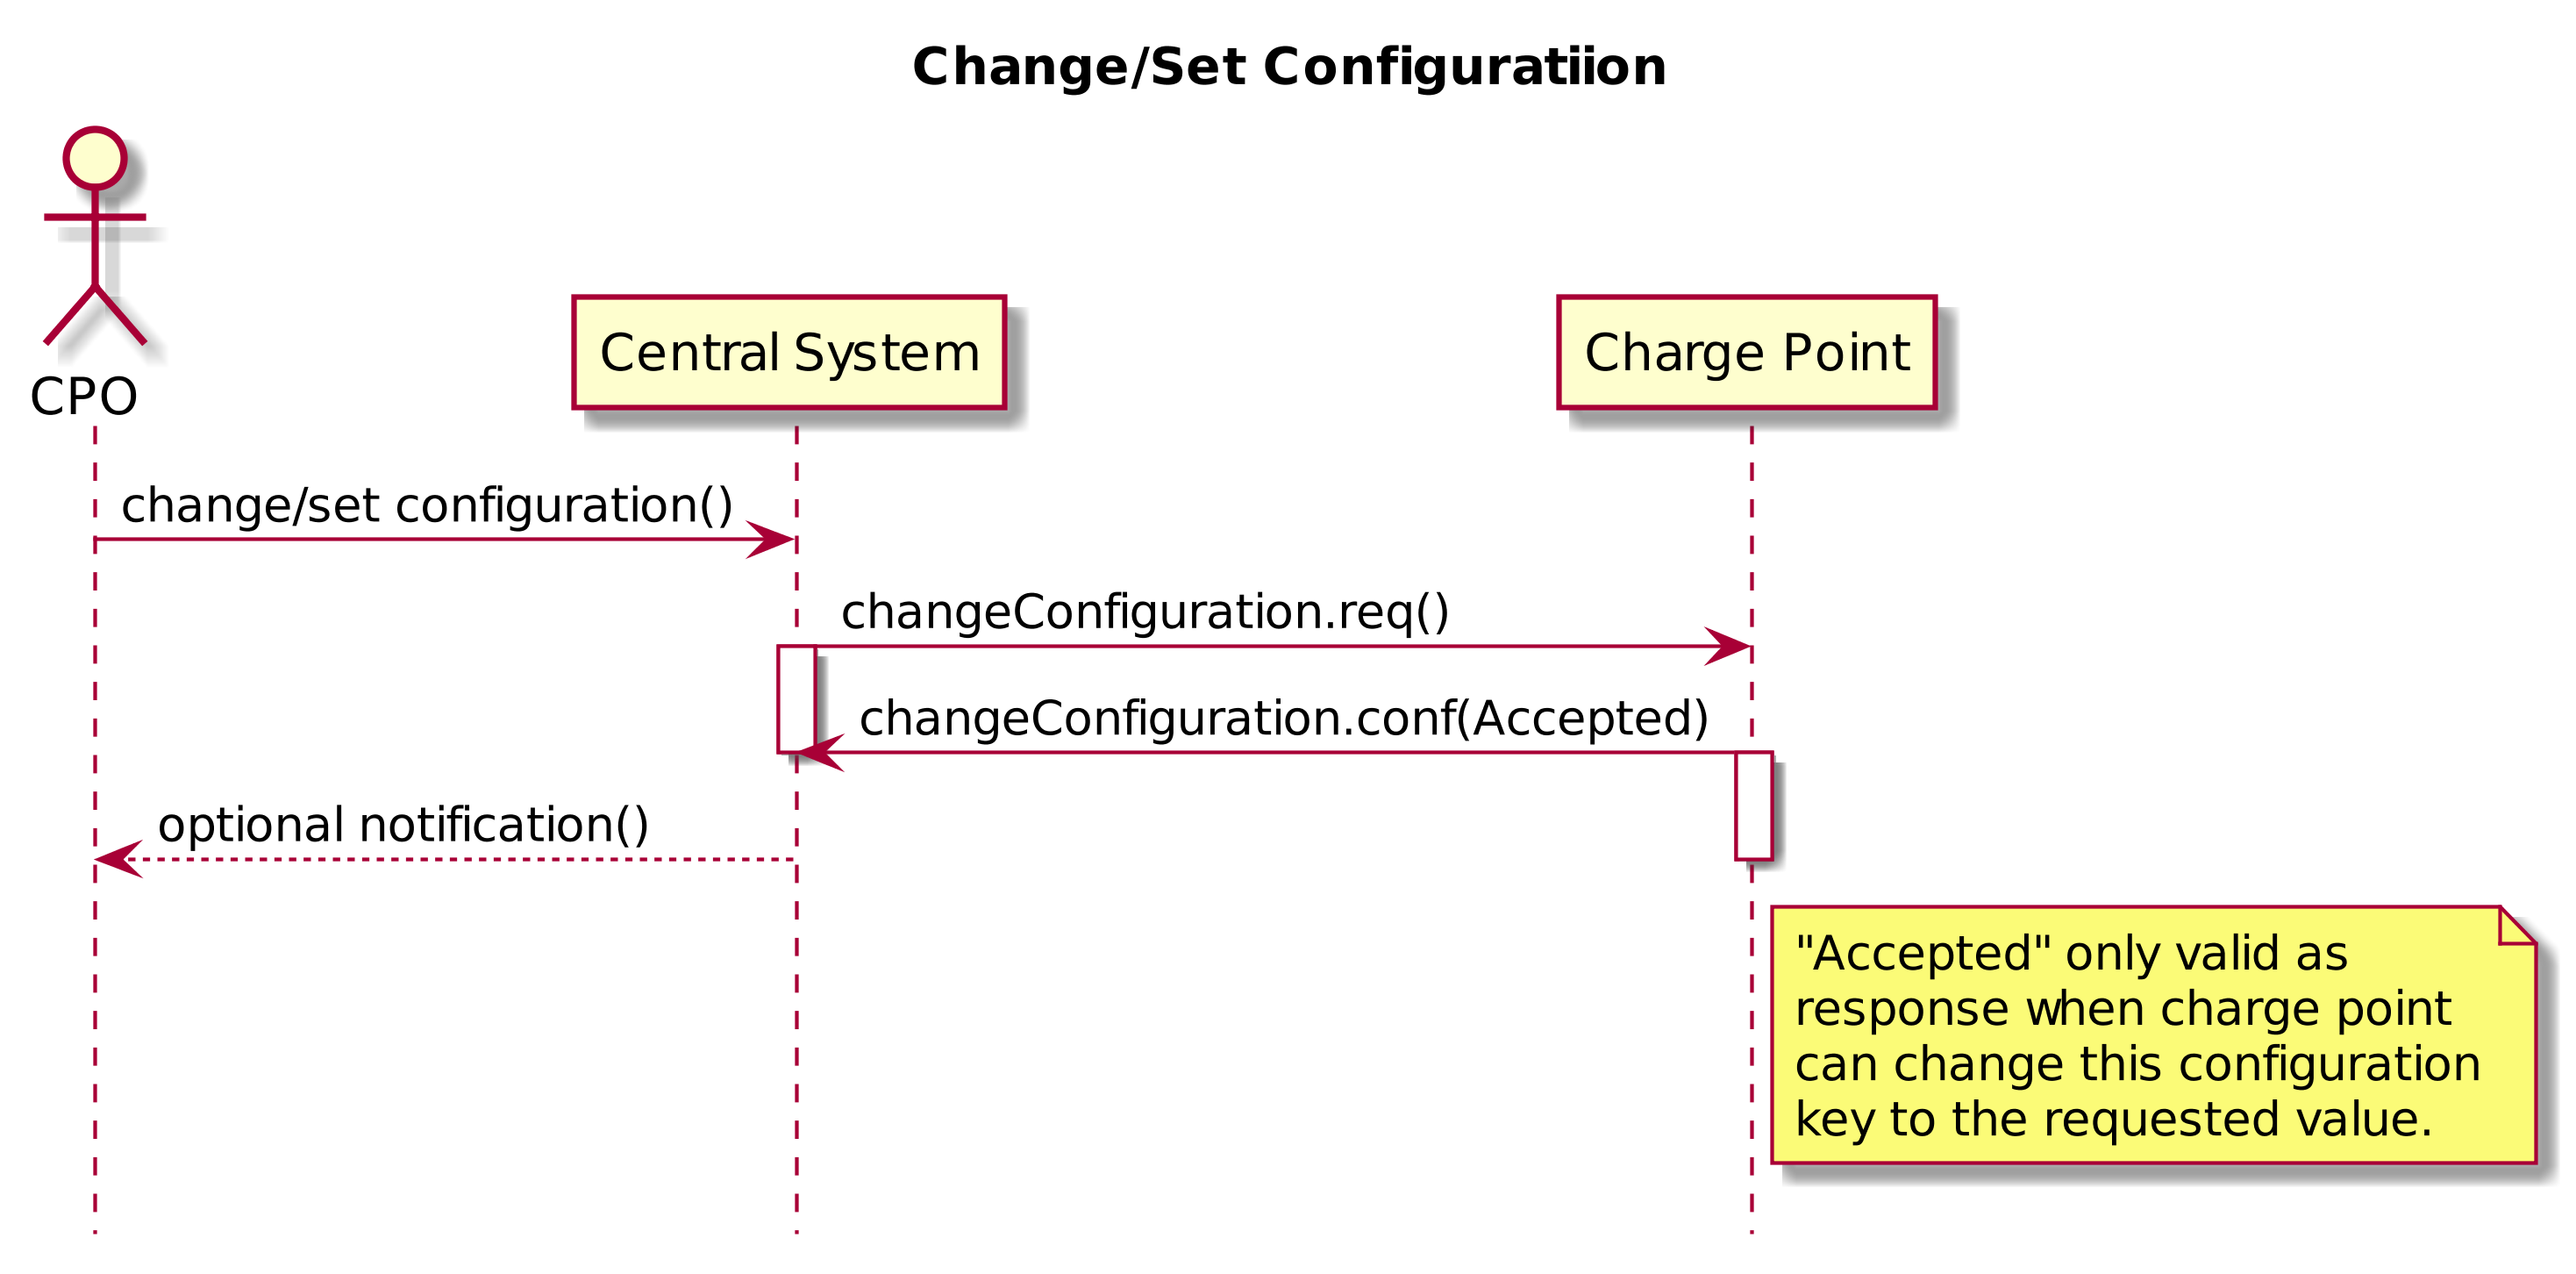 Change/Set Configuratiion
CPO
Central System
Charge Point
change/set configuration()
changeConfiguration.req()
changeConfiguration.conf(Accepted)
optional notification()
"Accepted" only valid as
response when charge point
can change this configuration
key to the requested value.